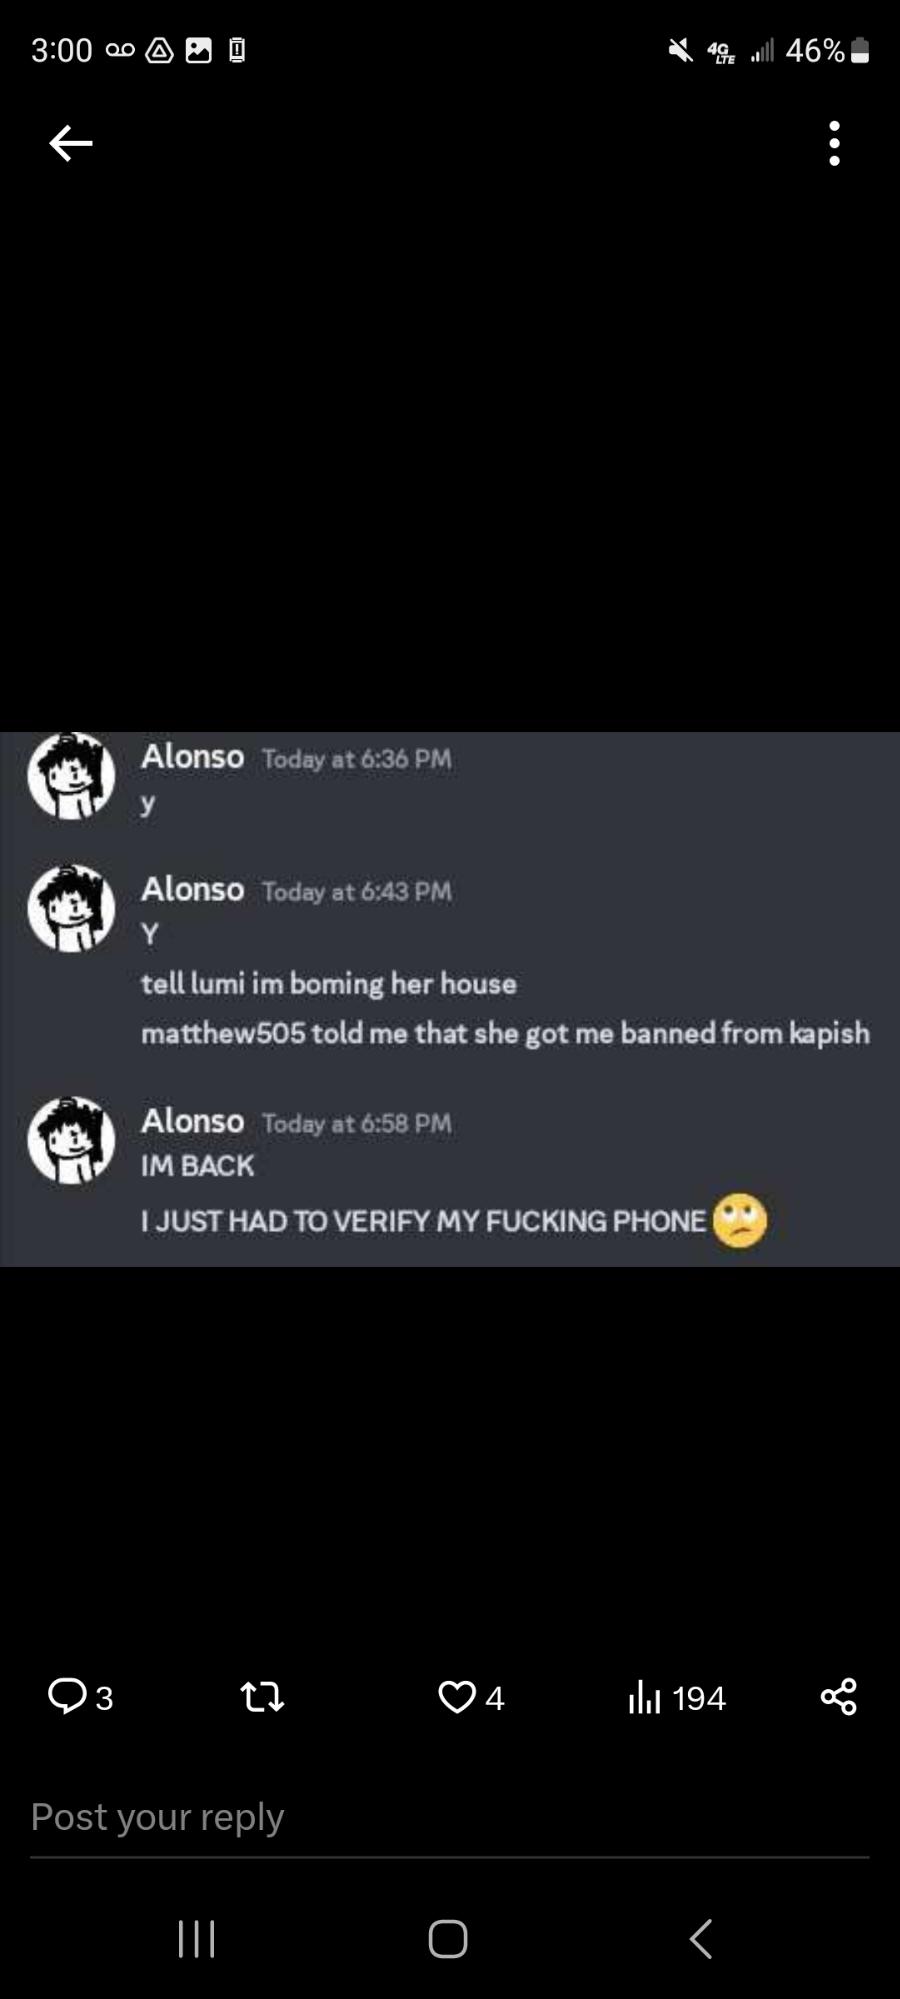 3:00 46%
Alonso Today at 6:36 PM
y
Alonso Today at 6:43 PM
Y
tell lumi im boming her house
matthew505 told me that she got me banned from kapish
Alonso Today at 6:58 PM
IM BACK
I JUST HAD TO VERIFY MY FUCKING PHONE 🙄
3 4 194
Post your reply